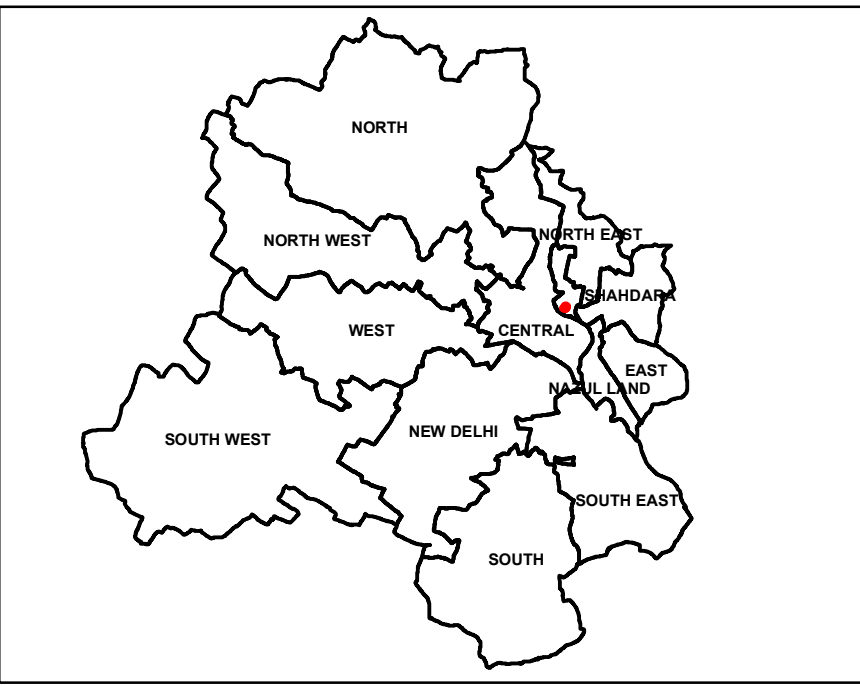 NORTH
NORTH EAST
NORTH WEST
SHAHDARA
WEST
CENTRAL
EAST
NAZUL LAND
NEW DELHI
SOUTH WEST
SOUTH EAST
SOUTH